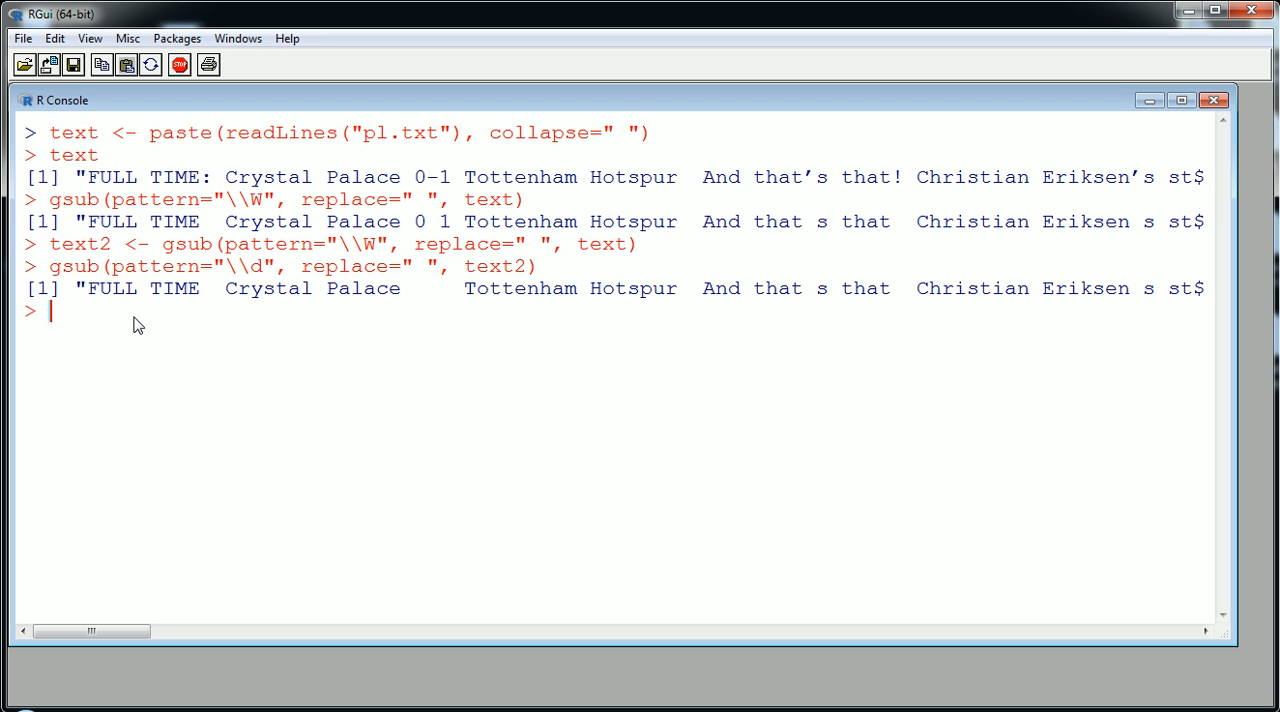 RGui (64-bit)
File Edit View Misc Packages Windows Help
STOP
R Console
> text <- paste(readLines("pl.txt"), collapse=" ")
> text
[1] "FULL TIME: Crystal Palace 0-1 Tottenham Hotspur  And that’s that! Christian Eriksen’s st$
> gsub(pattern="\\W", replace=" ", text)
[1] "FULL TIME  Crystal Palace 0 1 Tottenham Hotspur  And that s that  Christian Eriksen s st$
> text2 <- gsub(pattern="\\W", replace=" ", text)
> gsub(pattern="\\d", replace=" ", text2)
[1] "FULL TIME  Crystal Palace     Tottenham Hotspur  And that s that  Christian Eriksen s st$
>